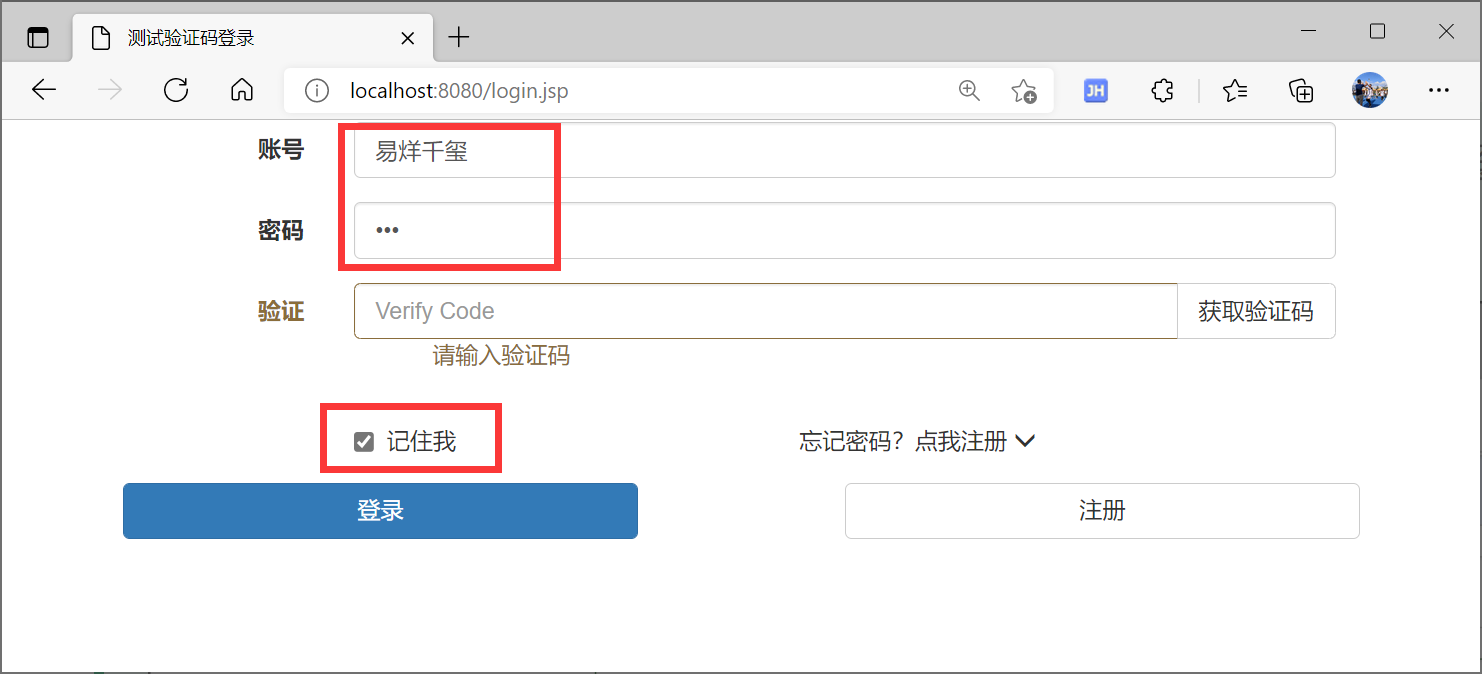 测试验证码登录
localhost:8080/login.jsp
JH
账号 易烊千玺
密码 •••
验证 Verify Code 获取验证码
请输入验证码
记住我 忘记密码？点我注册
登录 注册